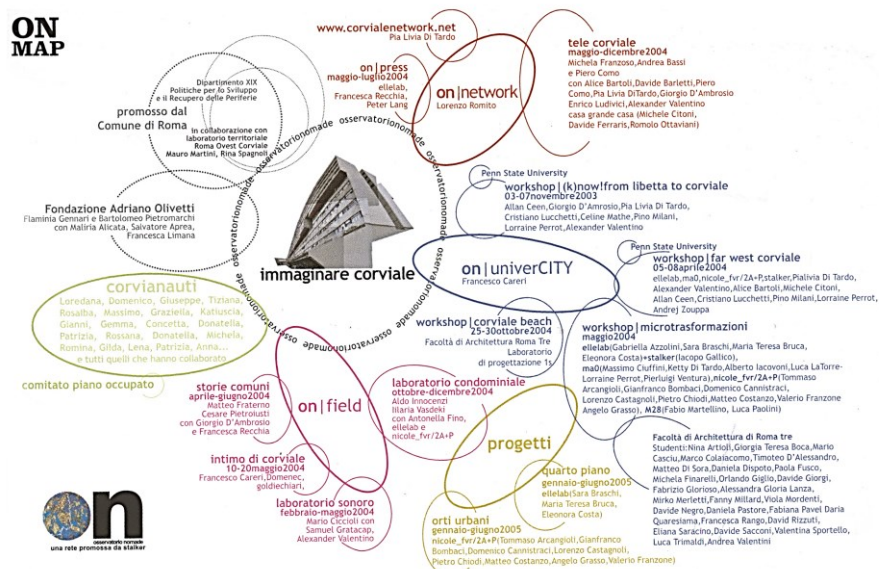 ON
MAP
www.corvialenetwork.net
Pia Livia Di Tardo
on|press
maggio-luglio2004
ellelab,
Francesca Recchia,
Peter Lang
on|network
Lorenzo Romito
tele corviale
maggio-dicembre2004
Michela Franzoso,Andrea Bassi
e Piero Como
con Alice Bartoli,Davide Barletti,Piero
Como,Pia Livia DiTardo,Giorgio D'Ambrosio
Enrico Ludivici,Alexander Valentino
casa grande casa (Michele Citoni,
Davide Ferraris,Romolo Ottaviani)
Dipartimento XIX
Politiche per lo Sviluppo
e il Recupero delle Periferie
promosso dal
Comune di Roma
in collaborazione con
laboratorio territoriale
Roma Ovest Corviale
Mauro Martini, Rina Spagnoli
Fondazione Adriano Olivetti
Flaminia Gennari e Bartolomeo Pietromarchi
con Maliria Alicata, Salvatore Aprea,
Francesca Limana
osservatorionomade osservatorionomade osservatorionomade osservatorionomade osservatorionomade osservatorionomade
immaginare corviale
Penn State University
workshop|(k)now!from libetta to corviale
03-07novembre2003
Allan Ceen,Giorgio D'Amrosio,Pia Livia Di Tardo,
Cristiano Lucchetti,Celine Mathe,Pino Milani,
Lorraine Perrot,Alexander Valentino
on|univerCITY
Francesco Careri
Penn State University
workshop|far west corviale
05-08aprile2004
ellelab,ma0,nicole_fvr/2A+P,stalker,Pialivia Di Tardo,
Alexander Valentino,Alice Bartoli,Michele Citoni,
Allan Ceen,Cristiano Lucchetti,Pino Milani,Lorraine Perrot,
Andrej Zouppa
corvianauti
Loredana, Domenico, Giuseppe, Tiziana,
Rosalba, Massimo, Graziella, Katiuscia,
Gianni, Gemma, Concetta, Donatella,
Patrizia, Rossana, Donatella, Michela,
Romina, Gilda, Lena, Patrizia, Anna...
e tutti quelli che hanno collaborato
comitato piano occupato
workshop|corviale beach
25-30ottobre2004
Facoltà di Architettura Roma Tre
Laboratorio
di progettazione 1s
workshop|microtrasformazioni
maggio2004
ellelab(Gabriella Azzolini,Sara Braschi,Maria Teresa Bruca,
Eleonora Costa)+stalker(Iacopo Gallico),
ma0(Massimo Ciuffini,Ketty Di Tardo,Alberto Iacovoni,Luca LaTorre-
Lorraine Perrot,Pierluigi Ventura),nicole_fvr/2A+P(Tommaso
Arcangioli,Gianfranco Bombaci,Domenico Cannistraci,
Lorenzo Castagnoli,Pietro Chiodi,Matteo Costanzo,Valerio Franzone
Angelo Grasso), M28(Fabio Martellino, Luca Paolini)
storie comuni
aprile-giugno2004
Matteo Fraterno
Cesare Pietroiusti
con Giorgio D'Ambrosio
e Francesca Recchia
on|field
laboratorio condominiale
ottobre-dicembre2004
Aldo Innocenzi
Ilaria Vasdeki
con Antonella Fino,
ellelab e
nicole_fvr/2A+P
intimo di corviale
10-20maggio2004
Francesco Careri,Domenec,
goldiechiari,
laboratorio sonoro
febbraio-maggio2004
Mario Ciccioli con
Samuel Gratacap,
Alexander Valentino
progetti
quarto piano
gennaio-giugno2005
ellelab(Sara Braschi,
Maria Teresa Bruca,
Eleonora Costa)
orti urbani
gennaio-giugno2005
nicole_fvr/2A+P(Tommaso Arcangioli,Gianfranco
Bombaci,Domenico Cannistraci,Lorenzo Castagnoli,
Pietro Chiodi,Matteo Costanzo,Angelo Grasso,Valerio Franzone)
Facoltà di Architettura di Roma tre
Studenti:Nina Artioli,Giorgia Teresa Boca,Mario
Casciu,Marco Colaiacomo,Timoteo D'Alessandro,
Matteo Di Sora,Daniela Dispoto,Paola Fusco,
Michela Finarelli,Orlando Giglio,Davide Giorgi,
Fabrizio Glorioso,Alessandra Gloria Lanza,
Mirko Merletti,Fanny Millard,Viola Mordenti,
Davide Negro,Daniela Pastore,Fabiana Pavel Daria
Quaresiama,Francesca Rango,David Rizzuti,
Eliana Saracino,Davide Sacconi,Valentina Sportello,
Luca Trimaldi,Andrea Valentini
on
osservatorio nomade
una rete promossa da stalker